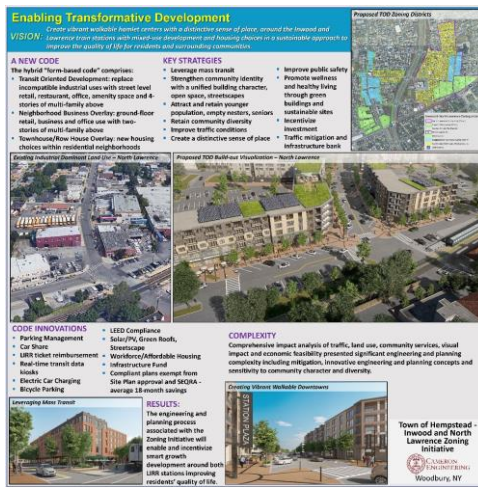 Enabling Transformative Development
VISION: Create vibrant walkable hamlet centers with a distinctive sense of place, around the Inwood and
Lawrence train stations with mixed-use development and housing choices in a sustainable approach to
improve the quality of life for residents and surrounding communities.
Proposed TOD Zoning Districts
A NEW CODE
The hybrid "form-based code" comprises:
• Transit Oriented Development: replace
incompatible industrial uses with street level
retail, restaurant, office, amenity space and 4-
stories of multi-family above
• Neighborhood Business Overlay: ground-floor
retail, business and office use with two-
stories of multi-family above
• Townhouse/Row House Overlay: new housing
choices within residential neighborhoods
KEY STRATEGIES
• Leverage mass transit
• Strengthen community identity
with a unified building character,
open space, streetscapes
• Attract and retain younger
population, empty nesters, seniors
• Retain community diversity
• Improve traffic conditions
• Create a distinctive sense of place
• Improve public safety
• Promote wellness
and healthy living
through green
buildings and
sustainable sites
• Incentivize
investment
• Traffic mitigation and
infrastructure bank
Existing Industrial Dominant Land Use – North Lawrence
Proposed TOD Build-out Visualization – North Lawrence
CODE INNOVATIONS
• Parking Management
• Car Share
• LIRR ticket reimbursement
• Real-time transit data
kiosks
• Electric Car Charging
• Bicycle Parking
• LEED Compliance
• Solar/PV, Green Roofs,
Streetscape
• Workforce/Affordable Housing
• Infrastructure Fund
• Compliant plans exempt from
Site Plan approval and SEQRA -
average 18-month savings
COMPLEXITY
Comprehensive impact analysis of traffic, land use, community services, visual
impact and economic feasibility presented significant engineering and planning
complexity including mitigation, innovative engineering and planning concepts and
sensitivity to community character and diversity.
Leveraging Mass Transit
RESULTS:
The engineering and
planning process
associated with the
Zoning Initiative will
enable and incentivize
smart growth
development around both
LIRR stations improving
residents' quality of life.
Creating Vibrant Walkable Downtowns
STATION PLAZA
Town of Hempstead -
Inwood and North
Lawrence Zoning
Initiative
CAMERON
ENGINEERING
Woodbury, NY